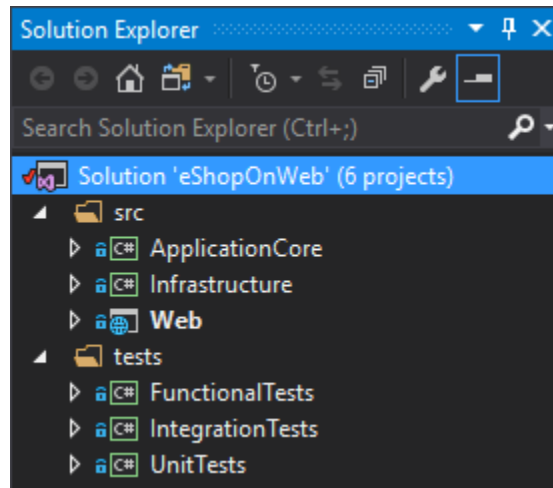 Solution Explorer
Search Solution Explorer (Ctrl+;)
Solution 'eShopOnWeb' (6 projects)
src
C# ApplicationCore
C# Infrastructure
Web
tests
C# FunctionalTests
C# IntegrationTests
C# UnitTests